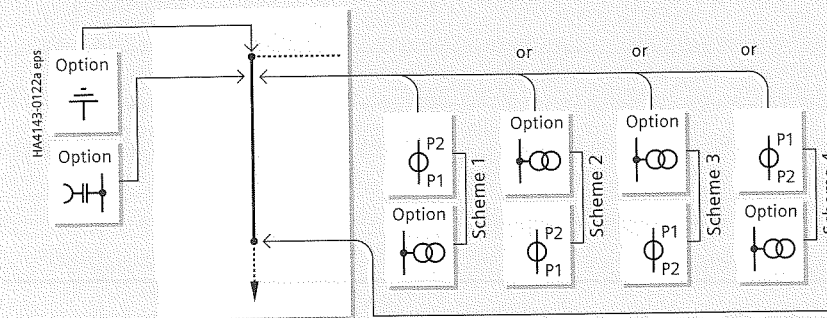 HA4143-0122a eps
Option
Option
or
or
or
P2
P1
Option
Scheme 1
Option
P2
P1
Scheme 2
Option
P1
P2
Scheme 3
P1
P2
Option